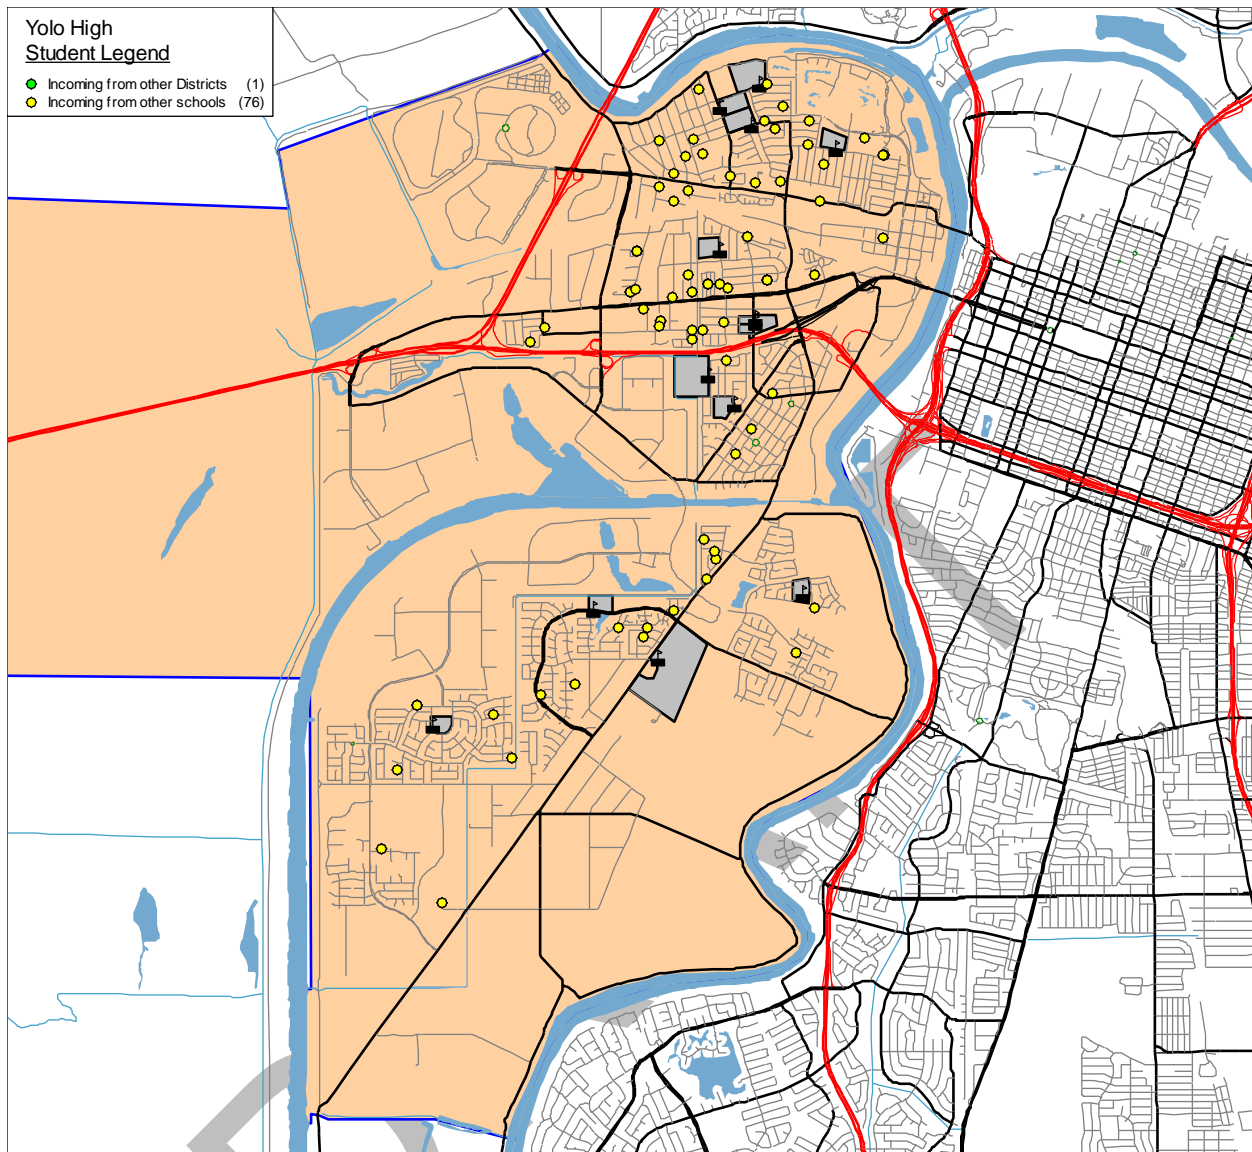 Yolo High
Student Legend
Incoming from other Districts (1)
Incoming from other schools (76)